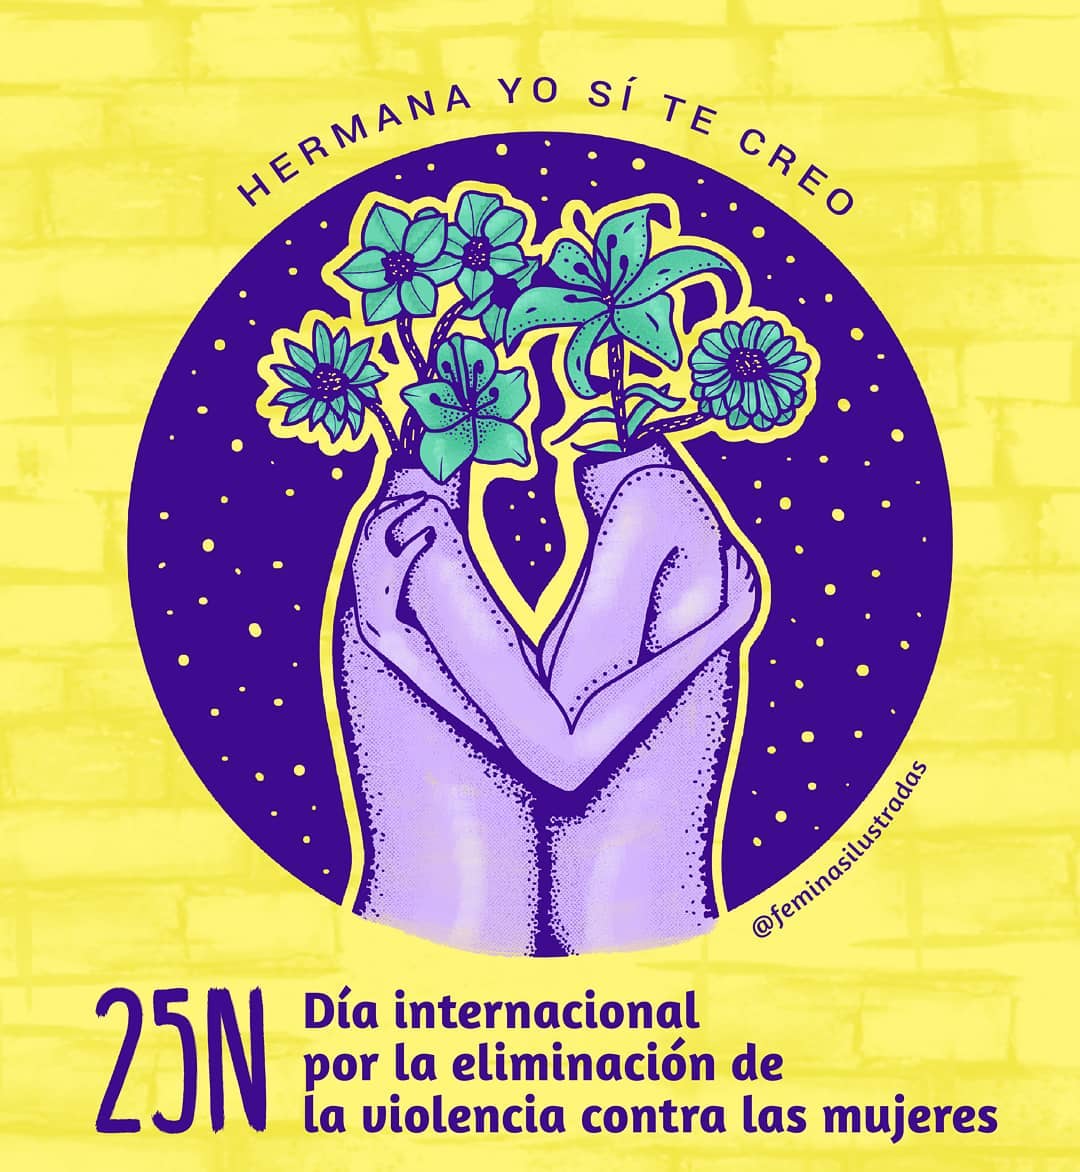 HERMANA YO SÍ TE CREO
@feminasilustradas
25N
Día internacional
por la eliminación de
la violencia contra las mujeres